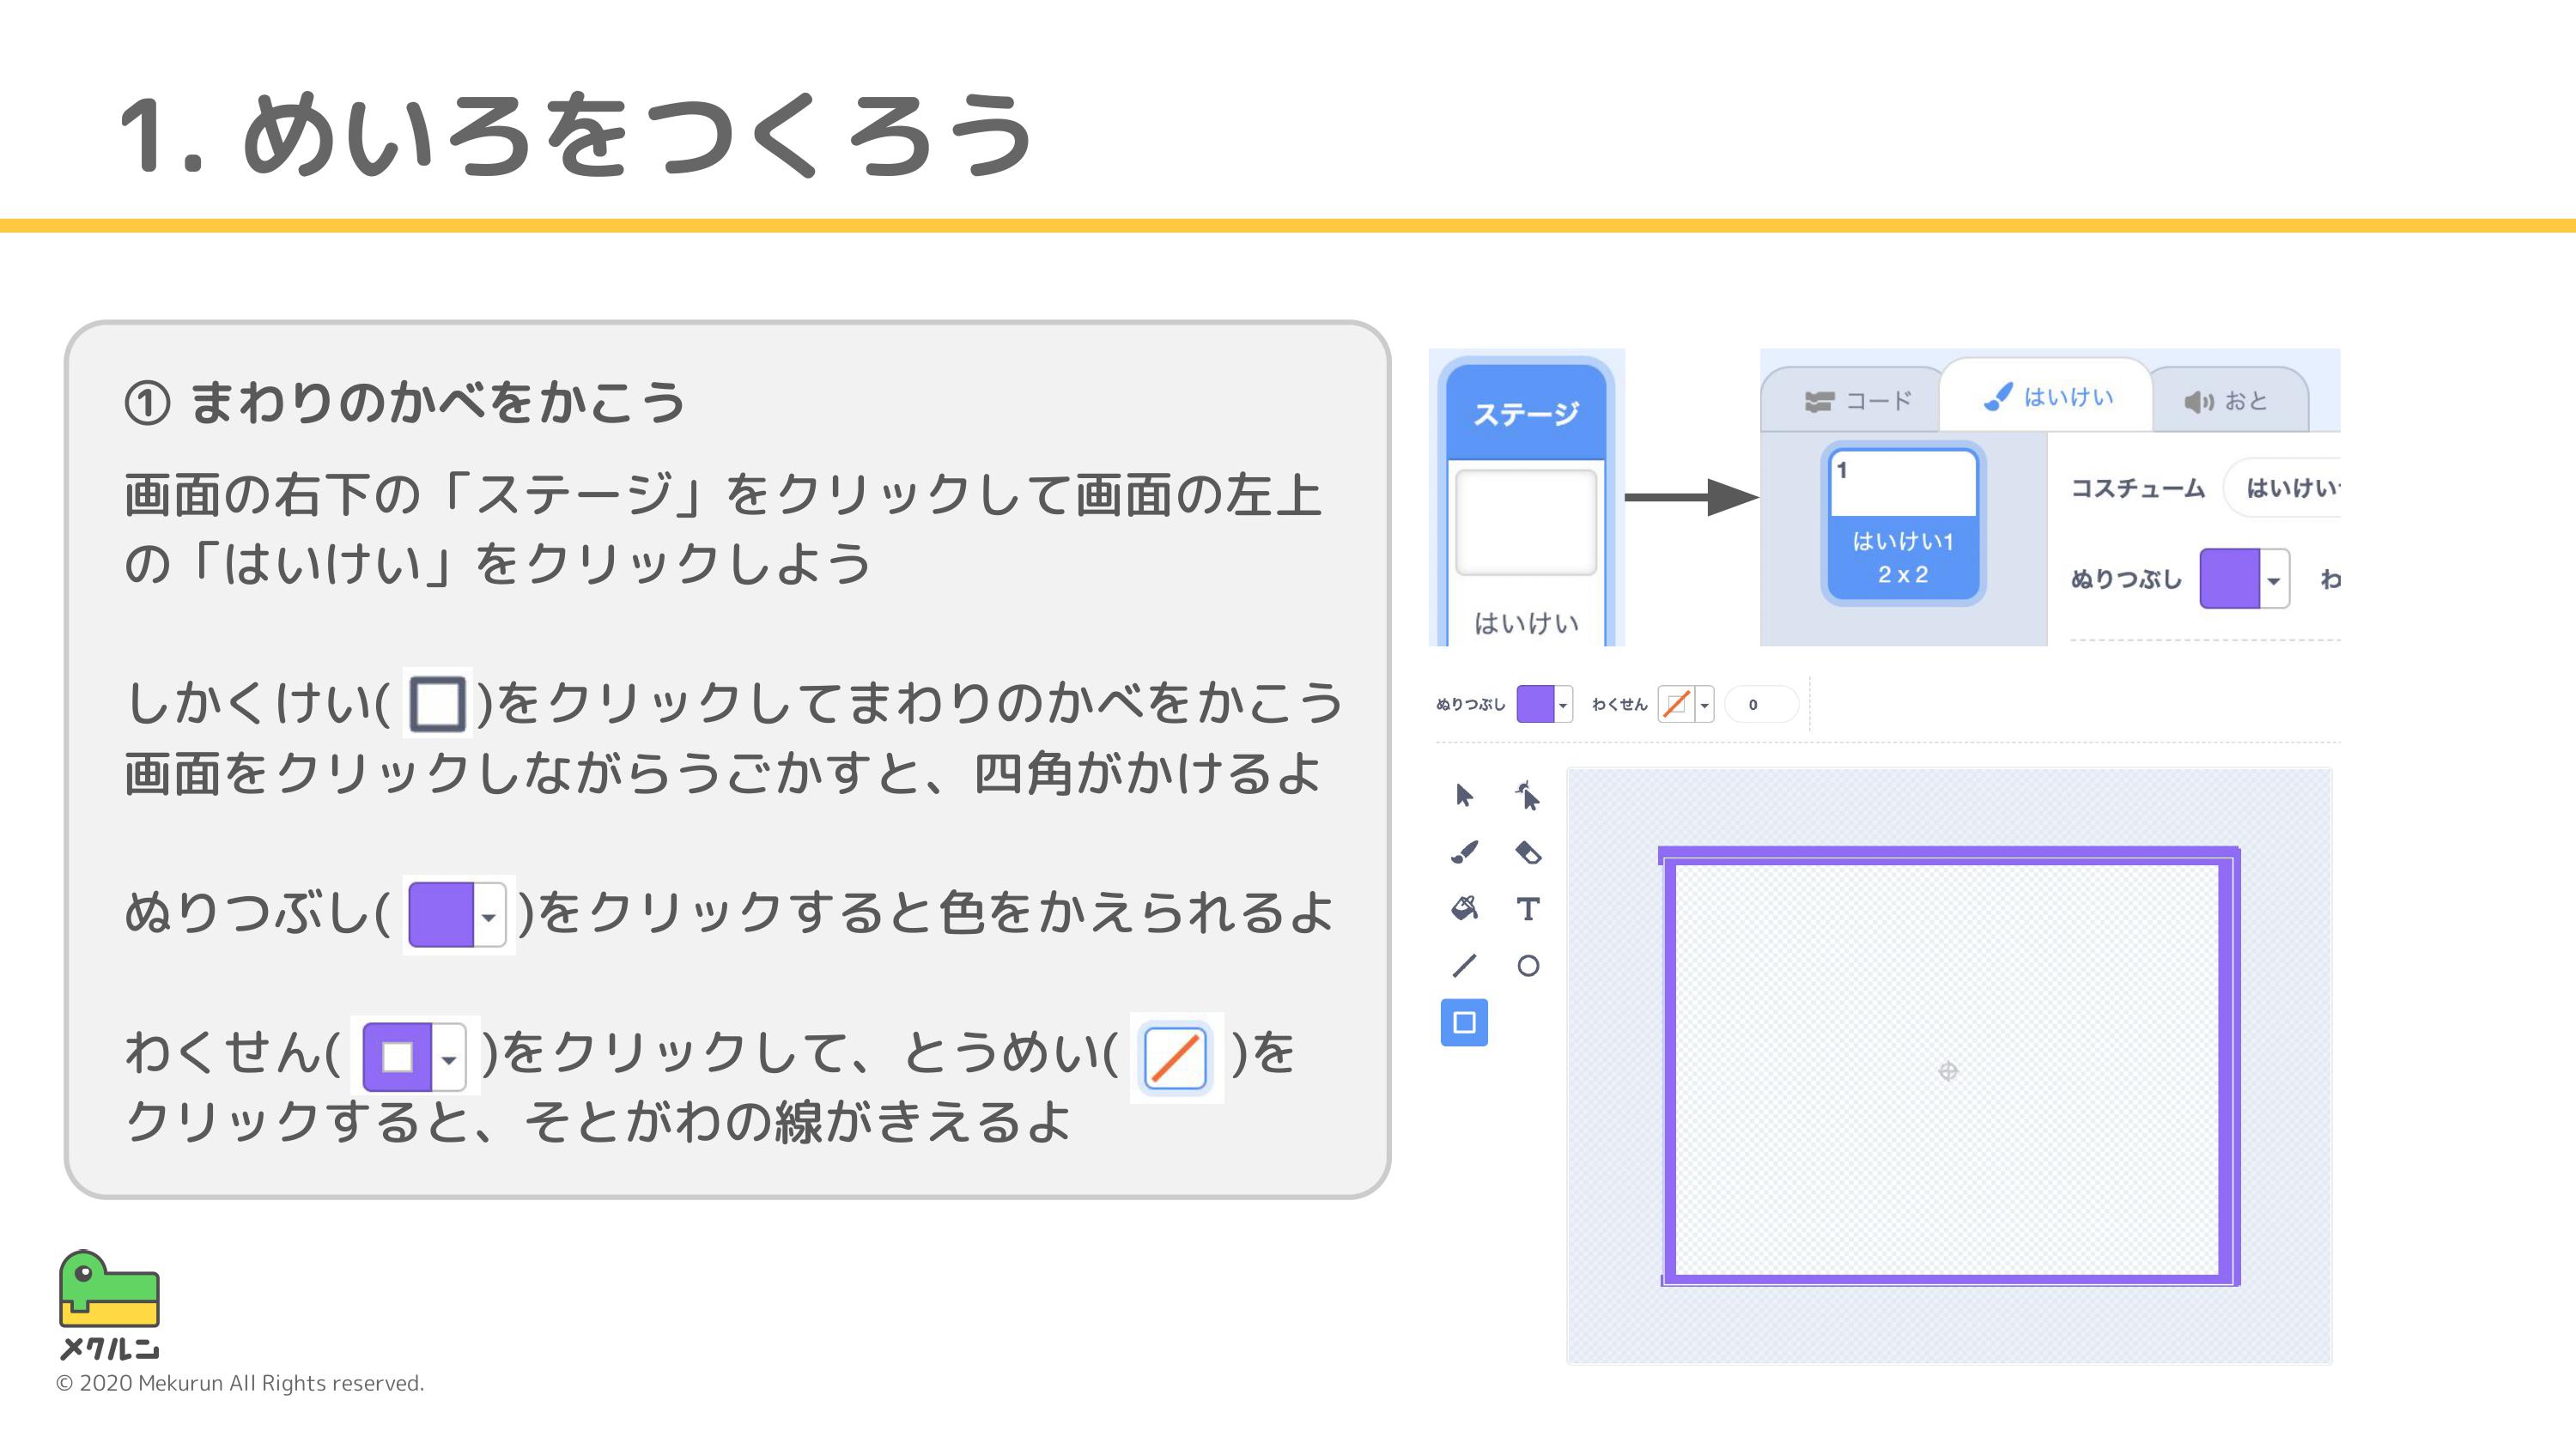 1. めいろをつくろう
① まわりのかべをかこう
画面の右下の「ステージ」をクリックして画面の左上
の「はいけい」をクリックしよう
しかくけい( )をクリックしてまわりのかべをかこう
画面をクリックしながらうごかすと、四角がかけるよ
ぬりつぶし( )をクリックすると色をかえられるよ
わくせん( )をクリックして、とうめい( )を
クリックすると、そとがわの線がきえるよ
ステージ
はいけい
コード はいけい おと
1
はいけい1
2 x 2
コスチューム はいけい
ぬりつぶし わ
ぬりつぶし わくせん 0
T
メクルン
© 2020 Mekurun All Rights reserved.